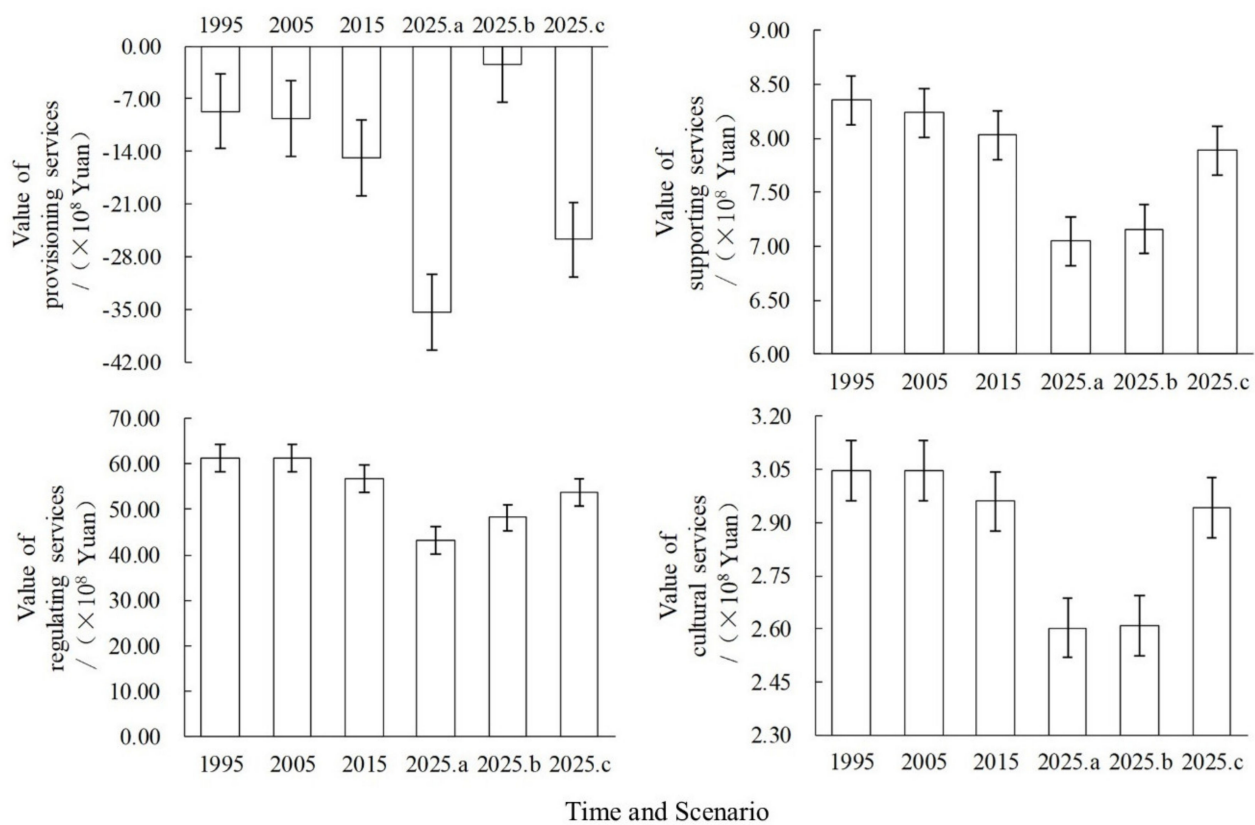 1995 2005 2015 2025.a 2025.b 2025.c
0.00
-7.00
-14.00
-21.00
-28.00
-35.00
-42.00
Value of
provisioning services
/（×10⁸ Yuan）
9.00
8.50
8.00
7.50
7.00
6.50
6.00
Value of
supporting services
/（×10⁸ Yuan）
1995 2005 2015 2025.a 2025.b 2025.c
70.00
60.00
50.00
40.00
30.00
20.00
10.00
0.00
Value of
regulating services
/（×10⁸ Yuan）
1995 2005 2015 2025.a 2025.b 2025.c
3.20
3.05
2.90
2.75
2.60
2.45
2.30
Value of
cultural services
/（×10⁸ Yuan）
1995 2005 2015 2025.a 2025.b 2025.c
Time and Scenario